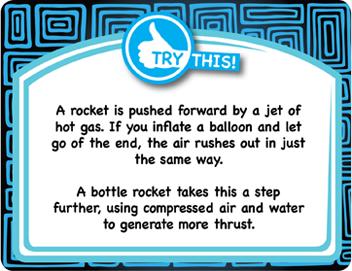 TRY THIS!
A rocket is pushed forward by a jet of
hot gas. If you inflate a balloon and let
go of the end, the air rushes out in just
the same way.
A bottle rocket takes this a step
further, using compressed air and water
to generate more thrust.